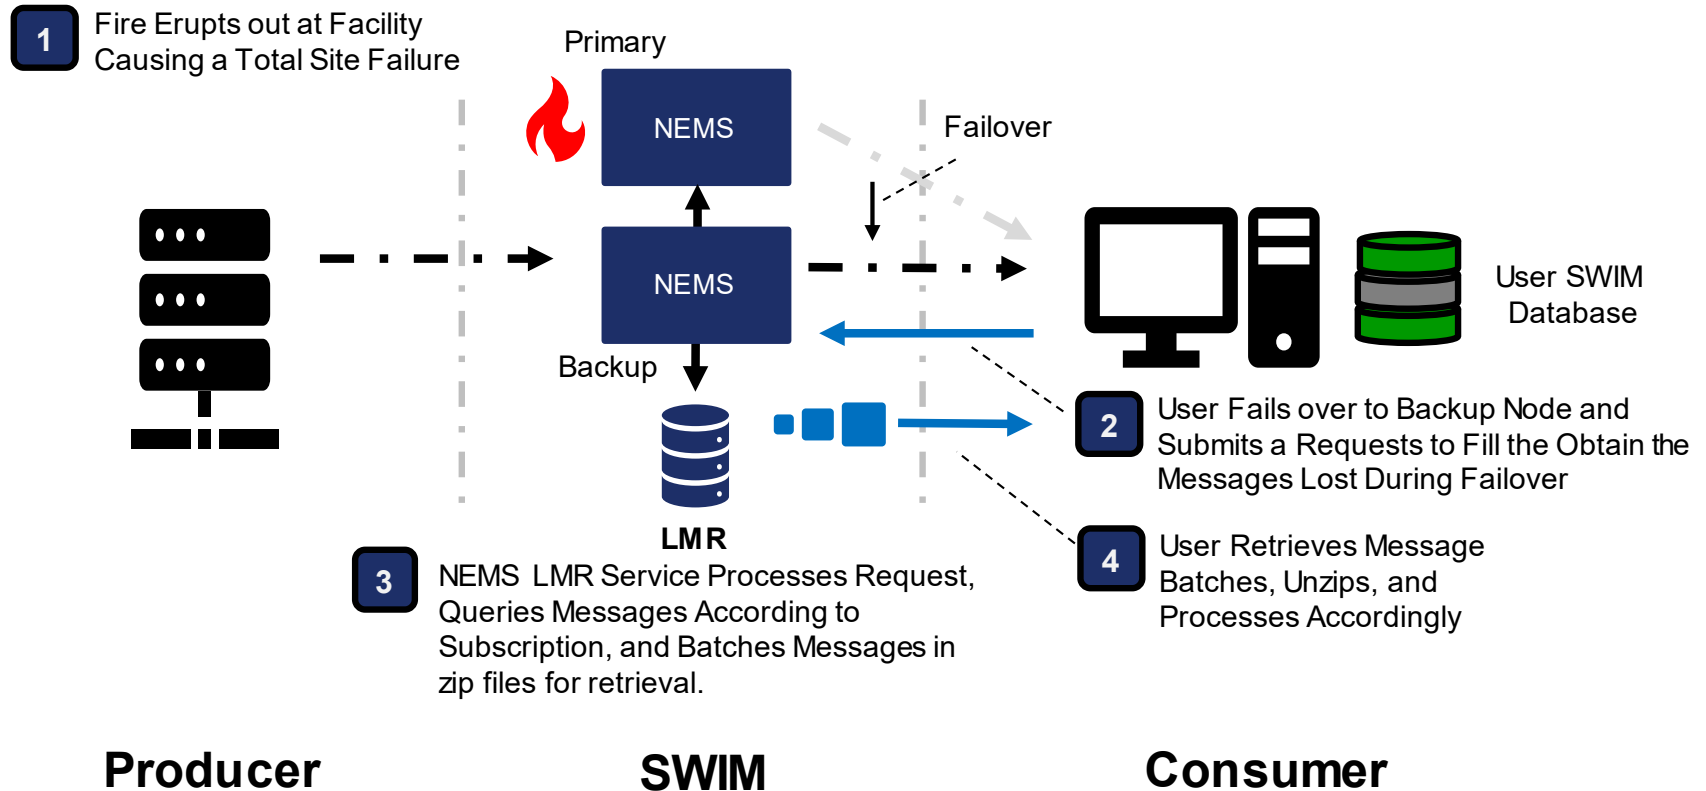 1
Fire Erupts out at Facility
Causing a Total Site Failure
Primary
NEMS
Failover
NEMS
Backup
User SWIM
Database
LMR
2
User Fails over to Backup Node and
Submits a Requests to Fill the Obtain the
Messages Lost During Failover
3
NEMS LMR Service Processes Request,
Queries Messages According to
Subscription, and Batches Messages in
zip files for retrieval.
4
User Retrieves Message
Batches, Unzips, and
Processes Accordingly
Producer
SWIM
Consumer